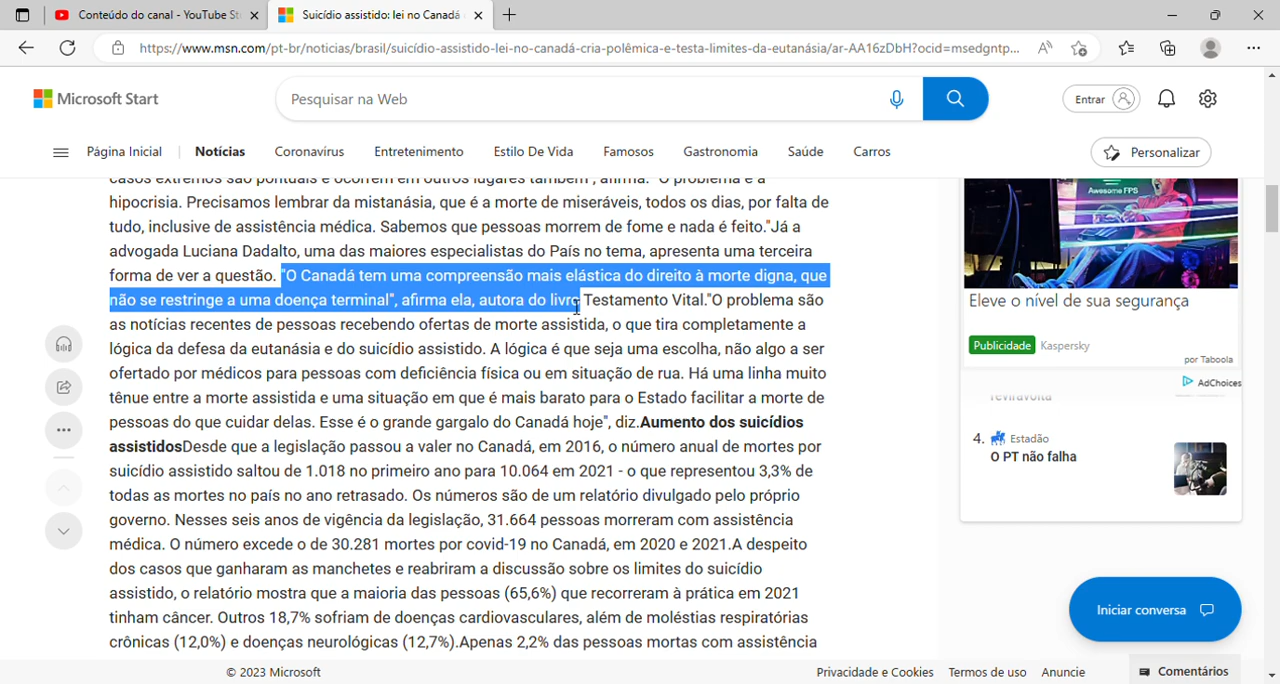 Conteúdo do canal - YouTube St
Suicídio assistido: lei no Canadá
https://www.msn.com/pt-br/noticias/brasil/suicídio-assistido-lei-no-canadá-cria-polêmica-e-testa-limites-da-eutanásia/ar-AA16zDbH?ocid=msedgntp...
Microsoft Start
Pesquisar na Web
Entrar
Página Inicial
Notícias
Coronavírus
Entretenimento
Estilo De Vida
Famosos
Gastronomia
Saúde
Carros
Personalizar
casos extremos são pontuais e ocorrem em outros lugares também", afirma. "O problema é a
hipocrisia. Precisamos lembrar da mistanásia, que é a morte de miseráveis, todos os dias, por falta de
tudo, inclusive de assistência médica. Sabemos que pessoas morrem de fome e nada é feito."Já a
advogada Luciana Dadalto, uma das maiores especialistas do País no tema, apresenta uma terceira
forma de ver a questão. "O Canadá tem uma compreensão mais elástica do direito à morte digna, que
não se restringe a uma doença terminal", afirma ela, autora do livro Testamento Vital."O problema são
as notícias recentes de pessoas recebendo ofertas de morte assistida, o que tira completamente a
lógica da defesa da eutanásia e do suicídio assistido. A lógica é que seja uma escolha, não algo a ser
ofertado por médicos para pessoas com deficiência física ou em situação de rua. Há uma linha muito
tênue entre a morte assistida e uma situação em que é mais barato para o Estado facilitar a morte de
pessoas do que cuidar delas. Esse é o grande gargalo do Canadá hoje", diz.Aumento dos suicídios
assistidosDesde que a legislação passou a valer no Canadá, em 2016, o número anual de mortes por
suicídio assistido saltou de 1.018 no primeiro ano para 10.064 em 2021 - o que representou 3,3% de
todas as mortes no país no ano retrasado. Os números são de um relatório divulgado pelo próprio
governo. Nesses seis anos de vigência da legislação, 31.664 pessoas morreram com assistência
médica. O número excede o de 30.281 mortes por covid-19 no Canadá, em 2020 e 2021.A despeito
dos casos que ganharam as manchetes e reabriram a discussão sobre os limites do suicídio
assistido, o relatório mostra que a maioria das pessoas (65,6%) que recorreram à prática em 2021
tinham câncer. Outros 18,7% sofriam de doenças cardiovasculares, além de moléstias respiratórias
crônicas (12,0%) e doenças neurológicas (12,7%).Apenas 2,2% das pessoas mortas com assistência
Awesome FPS
Eleve o nível de sua segurança
Publicidade Kaspersky
por Taboola
AdChoices
reviravolta
4. Estadão
O PT não falha
Iniciar conversa
© 2023 Microsoft
Privacidade e Cookies
Termos de uso
Anuncie
Comentários